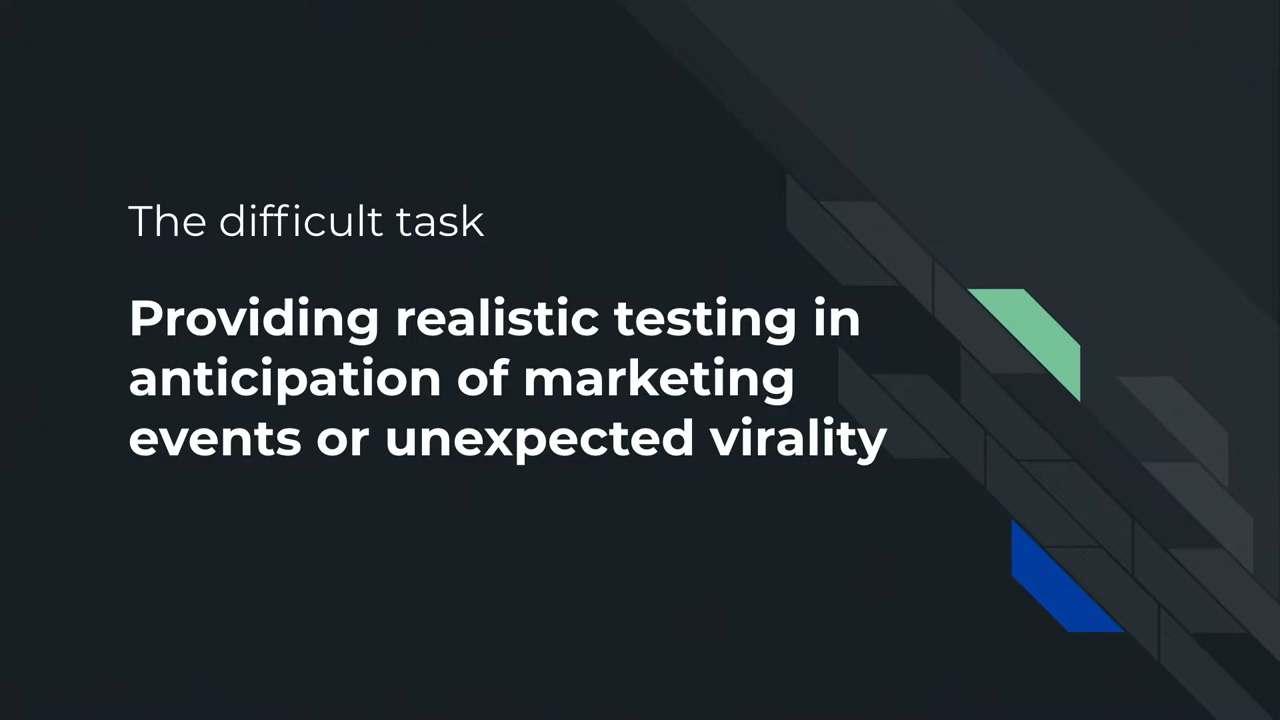 The difficult task
Providing realistic testing in
anticipation of marketing
events or unexpected virality